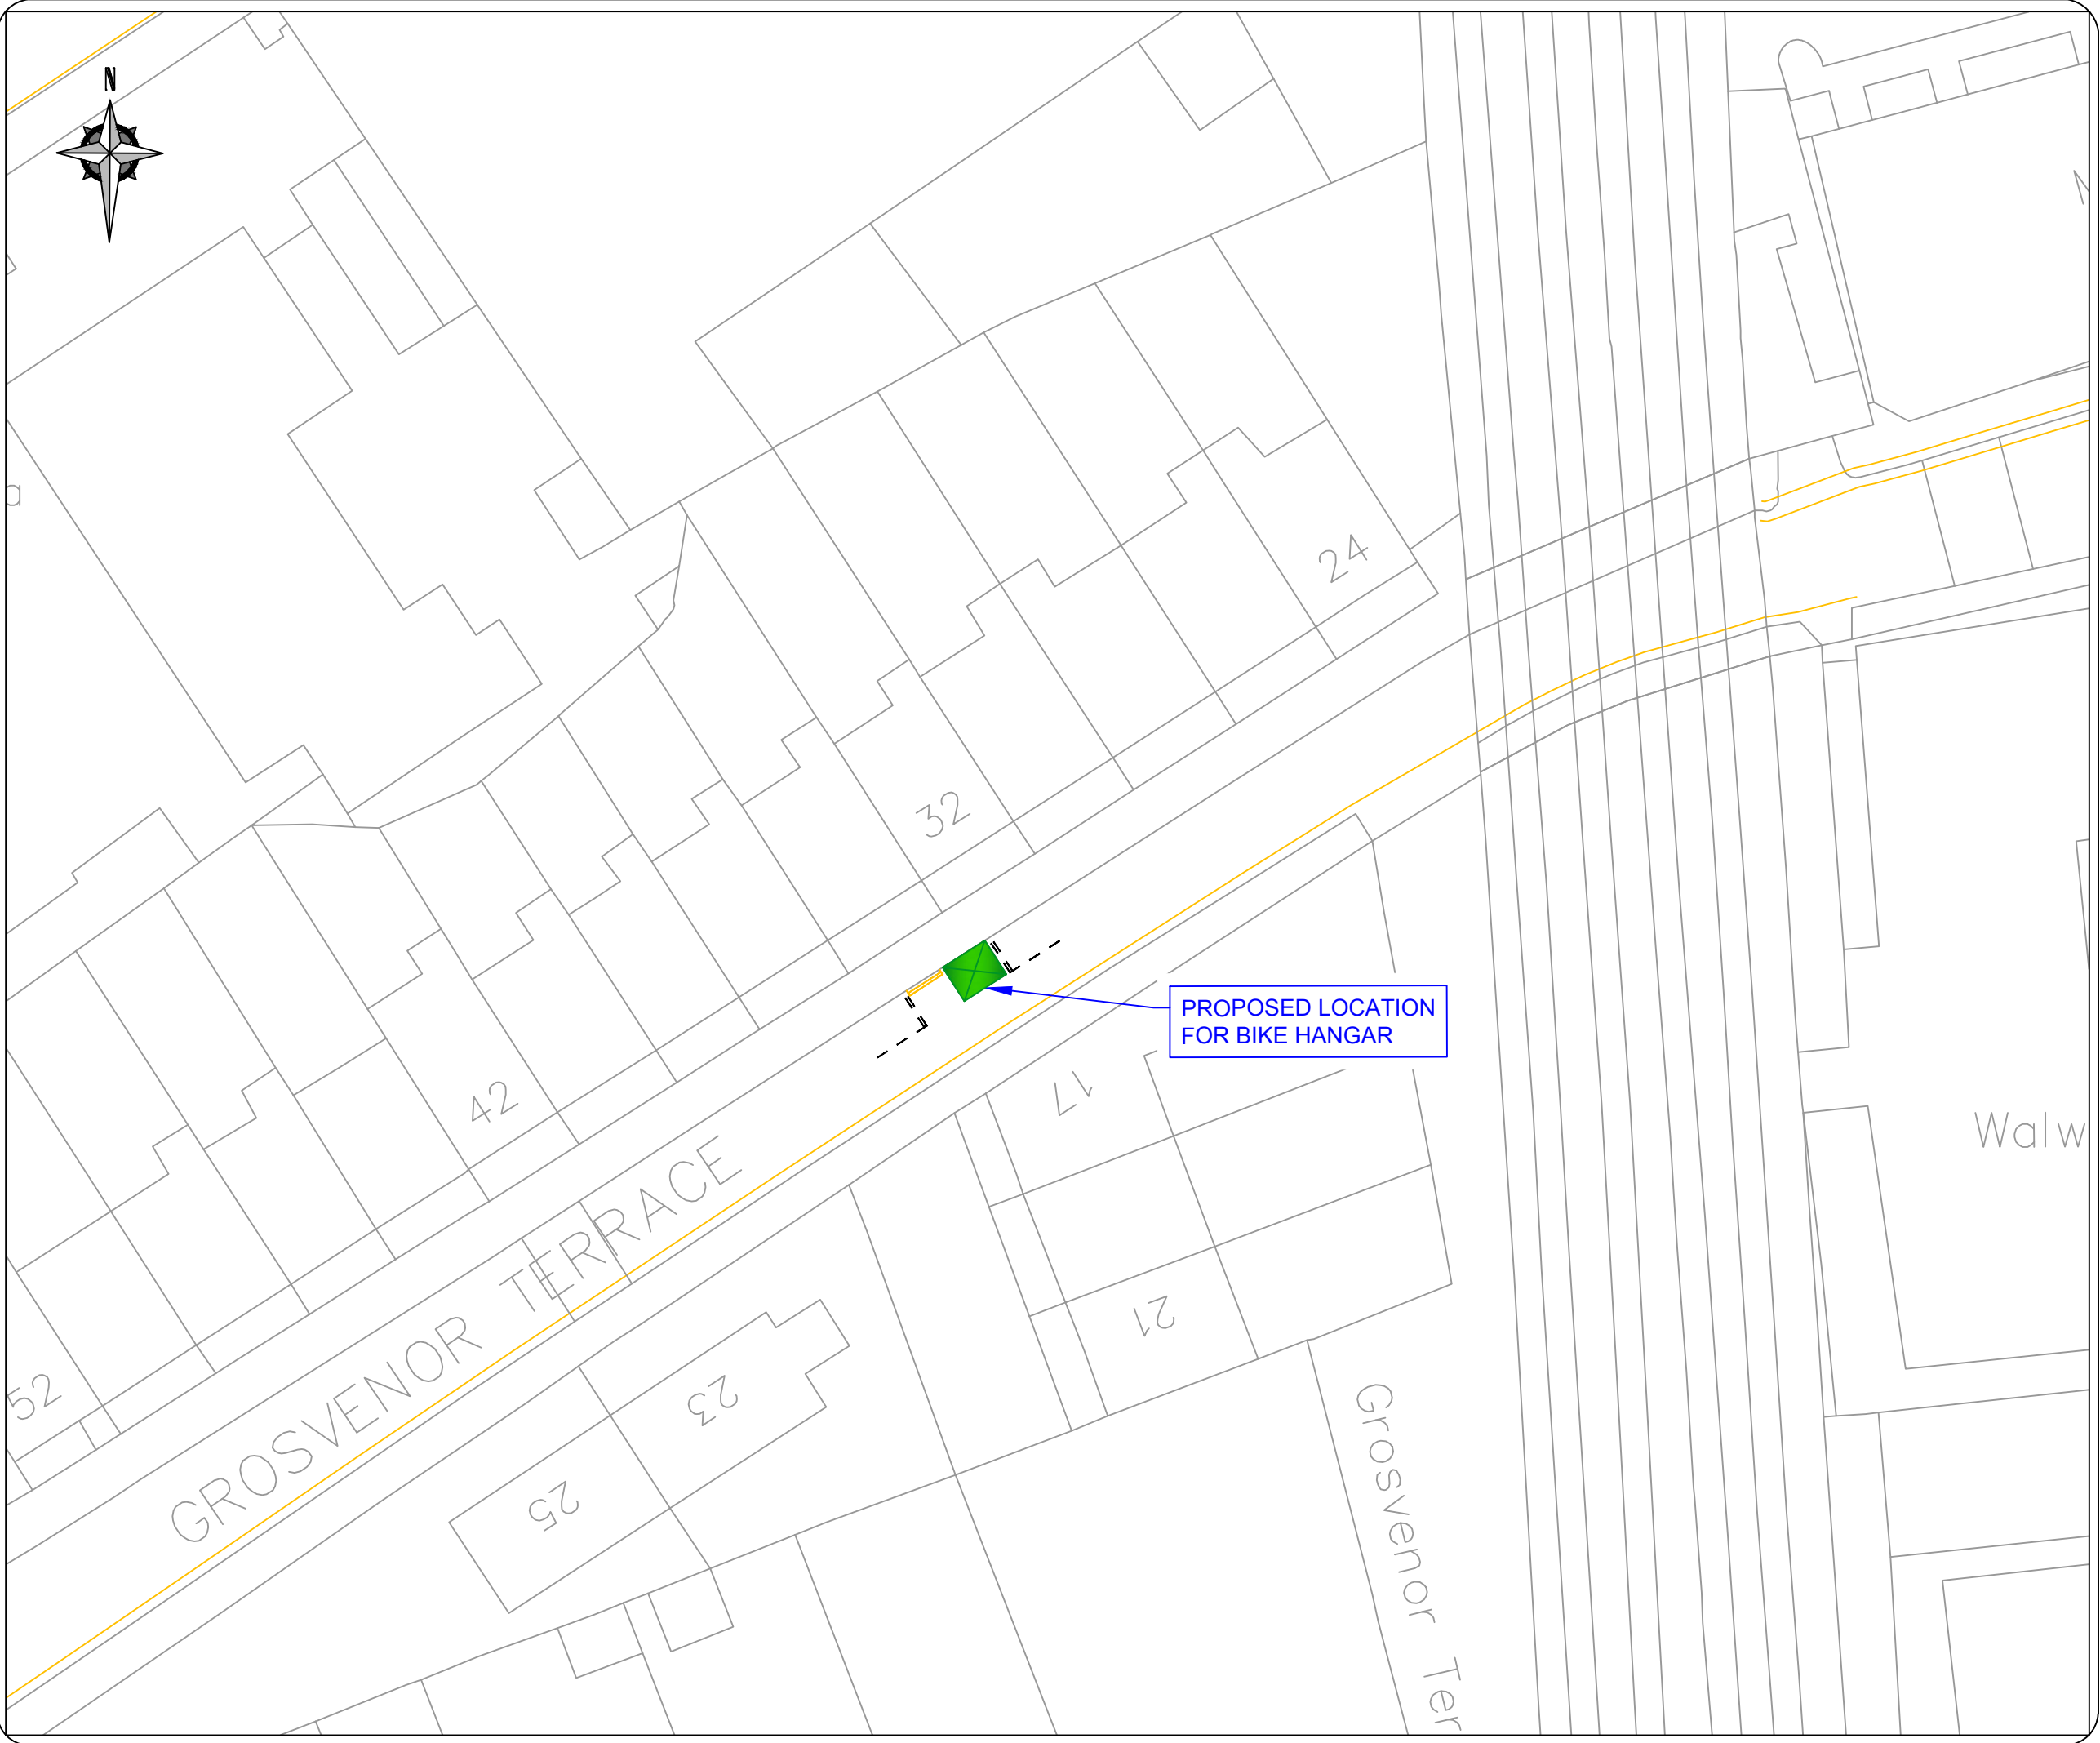 N
a
24
32
PROPOSED LOCATION
FOR BIKE HANGAR
17
42
Walw
GROSVENOR TERRACE
21
52
23
25
Grosvenor Ter